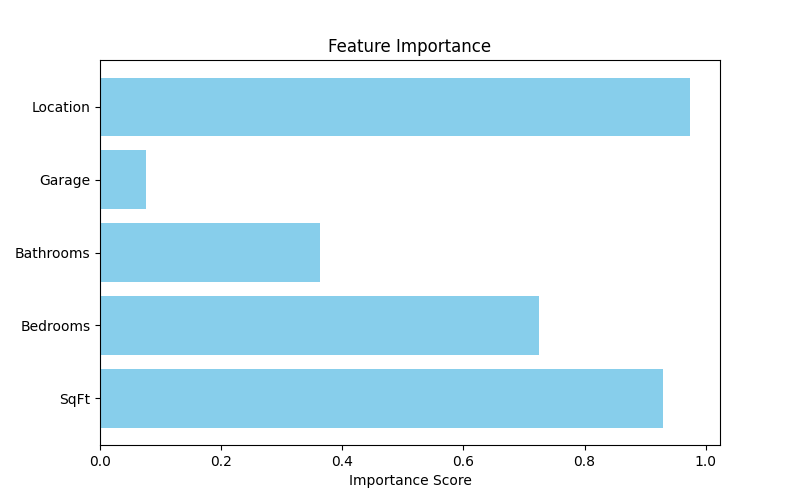 Feature Importance
Location
Garage
Bathrooms
Bedrooms
SqFt
0.0 0.2 0.4 0.6 0.8 1.0
Importance Score